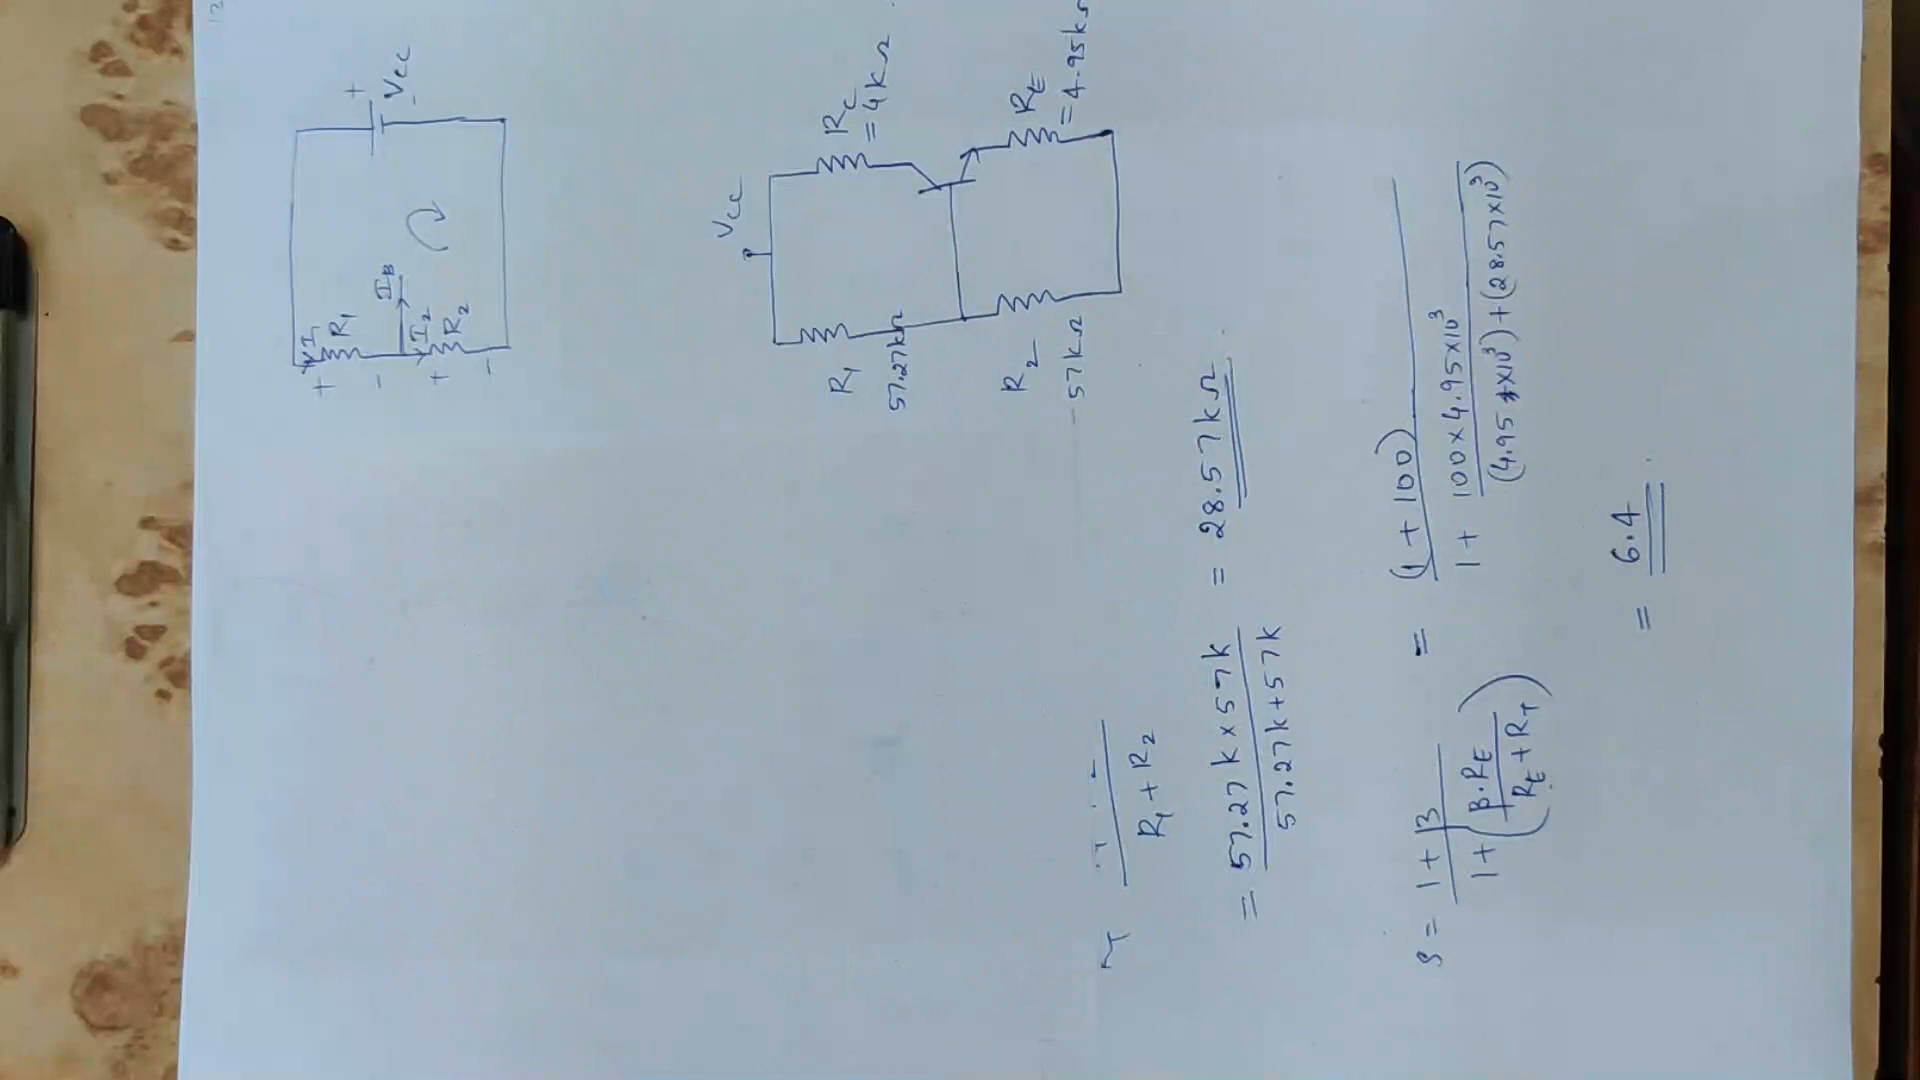 +
Vcc
-
I1
+
R1
-
IB
I2
+
R2
-
Vcc
RC
= 4kΩ
R1
57.27kΩ
RE
= 4.95kΩ
R2
57kΩ
R1 + R2
= 57.27k × 57k / 57.27k + 57k = 28.57kΩ
S = 1 + β / 1 + (β.RE / RE + RT) = (1 + 100) / 1 + 100 × 4.95×10³ / (4.95×10³) + (28.57×10³)
= 6.4